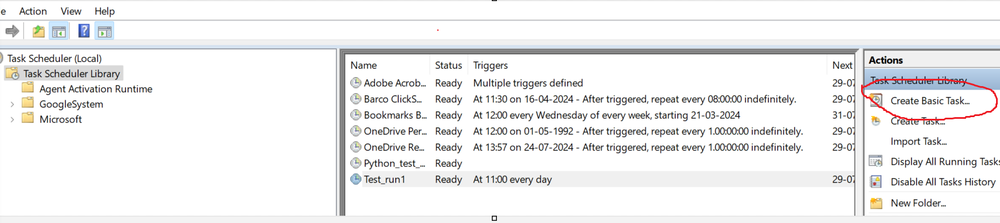 e Action View Help
Task Scheduler (Local)
Task Scheduler Library
Agent Activation Runtime
GoogleSystem
Microsoft
Name Status Triggers Next
Adobe Acrob... Ready Multiple triggers defined 29-07
Barco ClickS... Ready At 11:30 on 16-04-2024 - After triggered, repeat every 08:00:00 indefinitely. 29-07
Bookmarks B... Ready At 12:00 every Wednesday of every week, starting 21-03-2024 31-07
OneDrive Per... Ready At 12:00 on 01-05-1992 - After triggered, repeat every 1.00:00:00 indefinitely. 29-07
OneDrive Re... Ready At 13:57 on 24-07-2024 - After triggered, repeat every 1.00:00:00 indefinitely. 29-07
Python_test_... Ready
Test_run1 Ready At 11:00 every day 29-07
Actions
Task Scheduler Library
Create Basic Task...
Create Task...
Import Task...
Display All Running Tasks
Disable All Tasks History
New Folder...